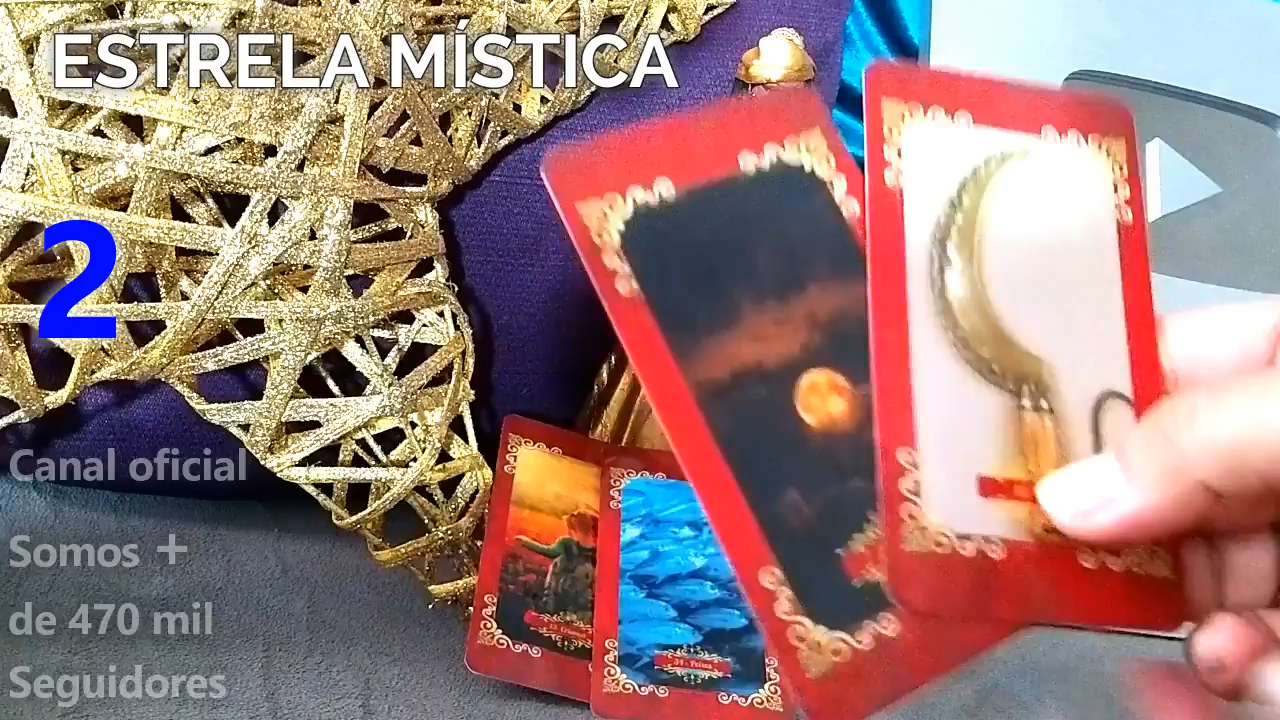 ESTRELA MÍSTICA
2
Canal oficial
Somos +
de 470 mil
Seguidores
34 - Peixes